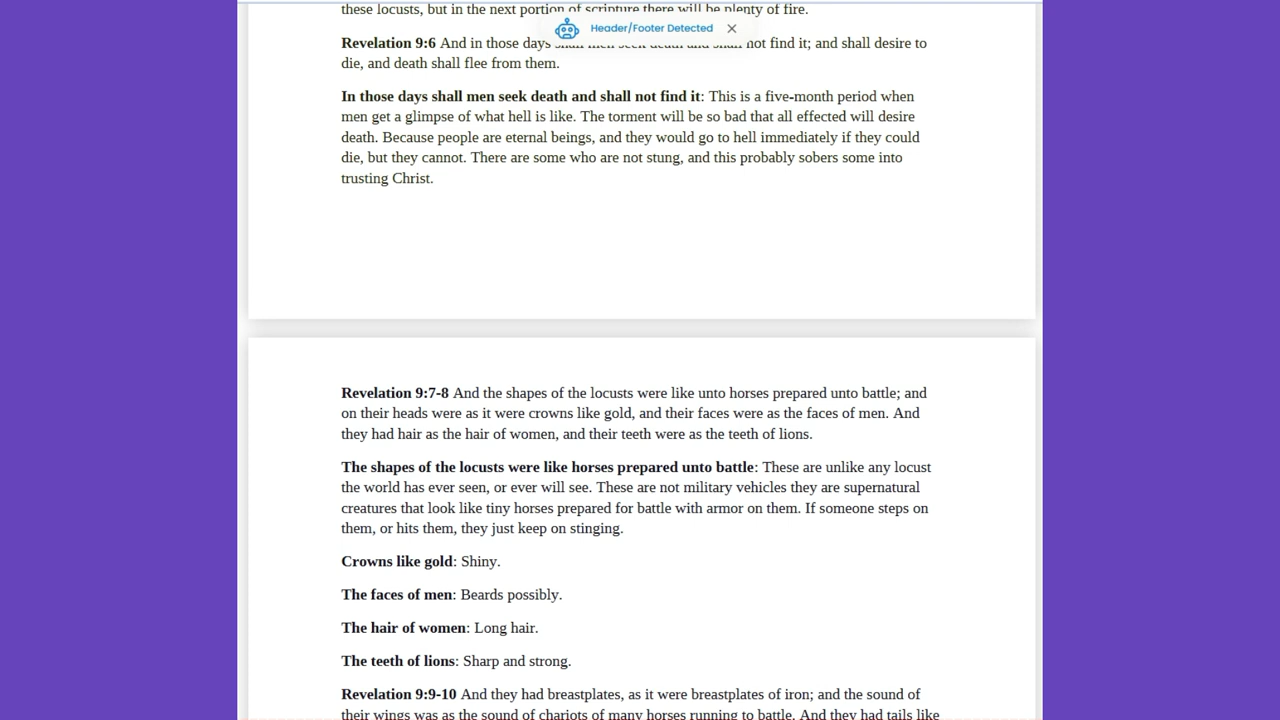 these locusts, but in the next portion of scripture there will be plenty of fire.
Header/Footer Detected
Revelation 9:6 And in those days shall men seek death and shall not find it; and shall desire to
die, and death shall flee from them.
In those days shall men seek death and shall not find it: This is a five-month period when
men get a glimpse of what hell is like. The torment will be so bad that all effected will desire
death. Because people are eternal beings, and they would go to hell immediately if they could
die, but they cannot. There are some who are not stung, and this probably sobers some into
trusting Christ.
Revelation 9:7-8 And the shapes of the locusts were like unto horses prepared unto battle; and
on their heads were as it were crowns like gold, and their faces were as the faces of men. And
they had hair as the hair of women, and their teeth were as the teeth of lions.
The shapes of the locusts were like horses prepared unto battle: These are unlike any locust
the world has ever seen, or ever will see. These are not military vehicles they are supernatural
creatures that look like tiny horses prepared for battle with armor on them. If someone steps on
them, or hits them, they just keep on stinging.
Crowns like gold: Shiny.
The faces of men: Beards possibly.
The hair of women: Long hair.
The teeth of lions: Sharp and strong.
Revelation 9:9-10 And they had breastplates, as it were breastplates of iron; and the sound of
their wings was as the sound of chariots of many horses running to battle. And they had tails like